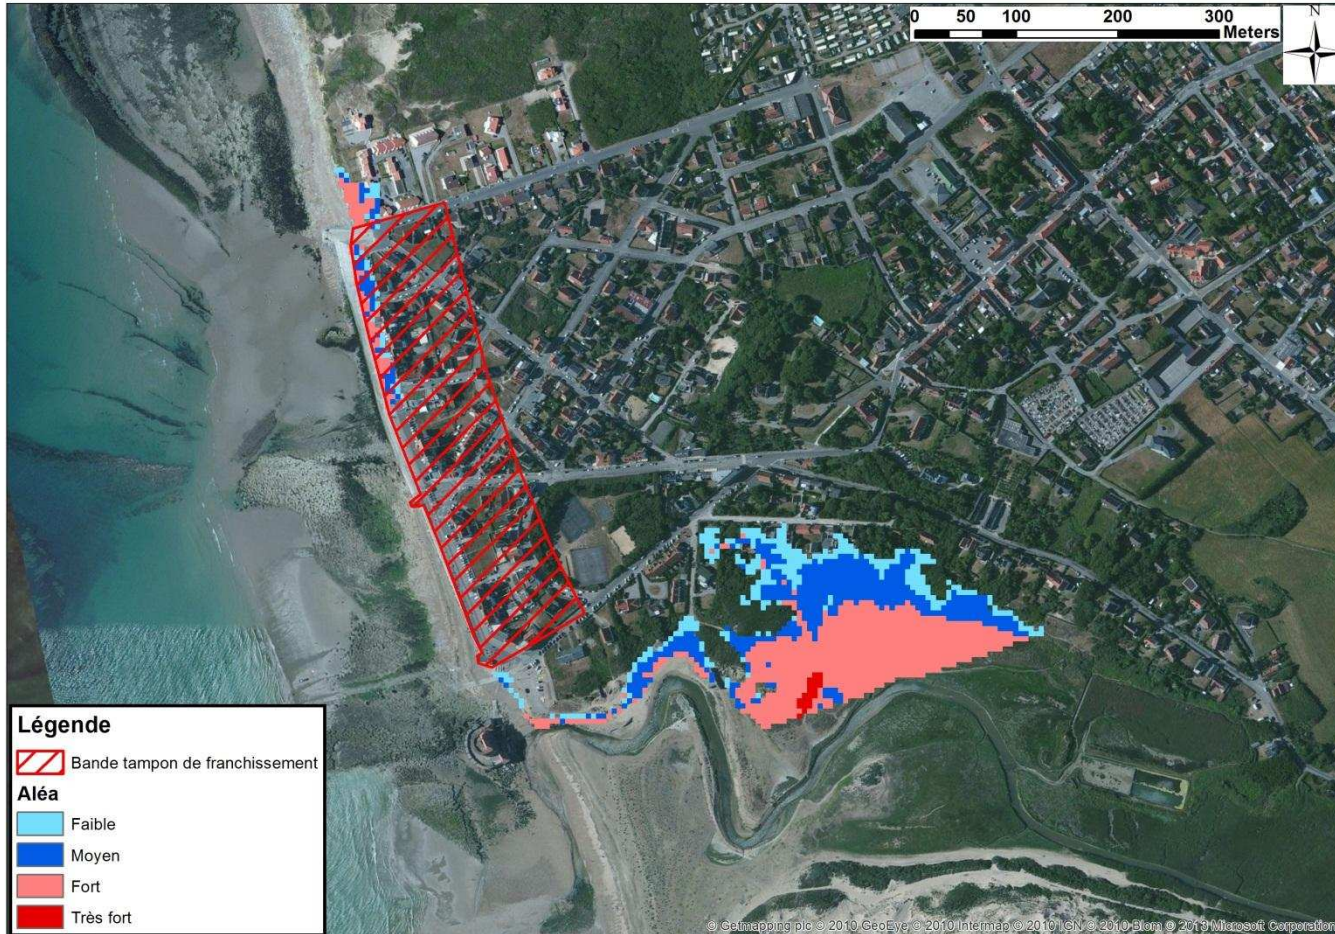 0 50 100 200 300
Meters
N
Légende
Bande tampon de franchissement
Aléa
Faible
Moyen
Fort
Très fort
© Getmapping plc © 2010 GeoEye © 2010 Intermap © 2010 IGN © 2010 Blom © 2013 Microsoft Corporation